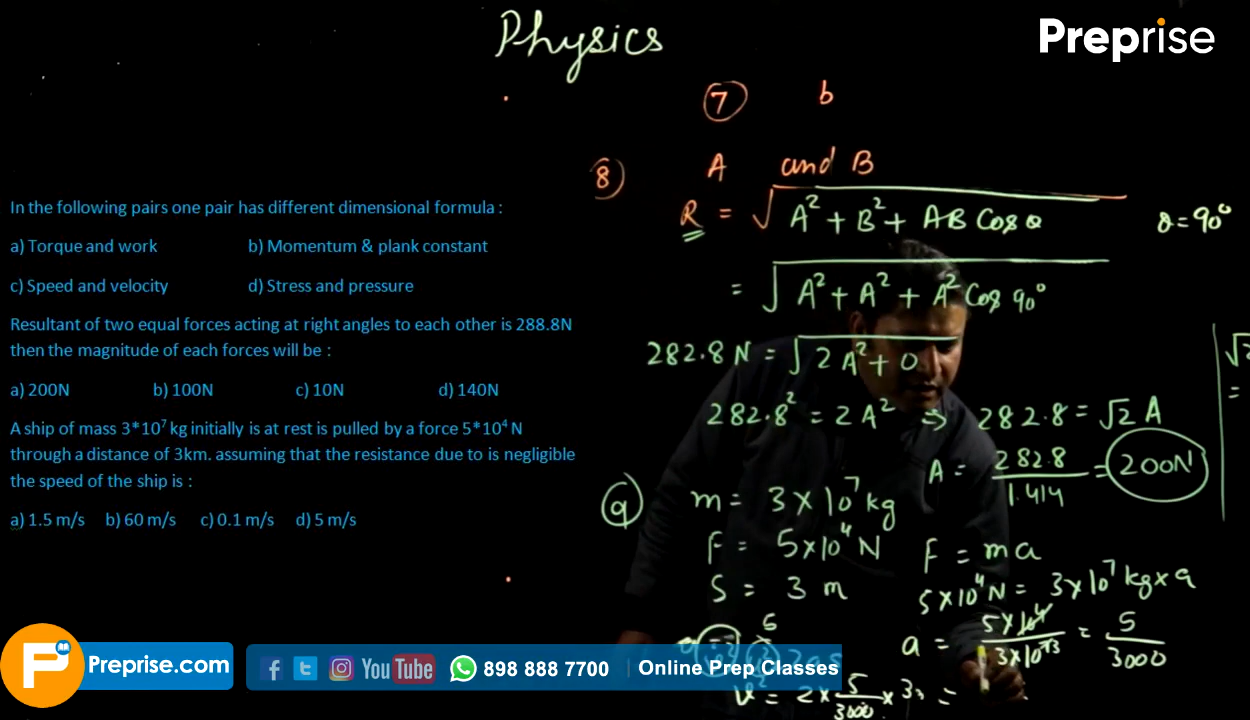 Physics
Preprise
7 b
8 A and B
R = √A² + B² + AB Cos θ θ = 90°
= √A² + A² + A² Cos 90°
282.8 N = √2A² + 0
282.8² = 2A² ⇒ 282.8 = √2 A
A = 282.8 / 1.414 = 200N
In the following pairs one pair has different dimensional formula :
a) Torque and work b) Momentum & plank constant
c) Speed and velocity d) Stress and pressure
Resultant of two equal forces acting at right angles to each other is 288.8N
then the magnitude of each forces will be :
a) 200N b) 100N c) 10N d) 140N
A ship of mass 3*10⁷ kg initially is at rest is pulled by a force 5*10⁴ N
through a distance of 3km. assuming that the resistance due to is negligible
the speed of the ship is :
a) 1.5 m/s b) 60 m/s c) 0.1 m/s d) 5 m/s
9 m = 3 × 10⁷ kg
F = 5×10⁴ N F = ma
S = 3 m 5×10⁴ N = 3×10⁷ kg × a
a = 5×10⁴ / 3×10⁷³ = 5 / 3000
v² = 2 × 5 / 3000 × 3 =
Preprise.com
You Tube
898 888 7700
Online Prep Classes